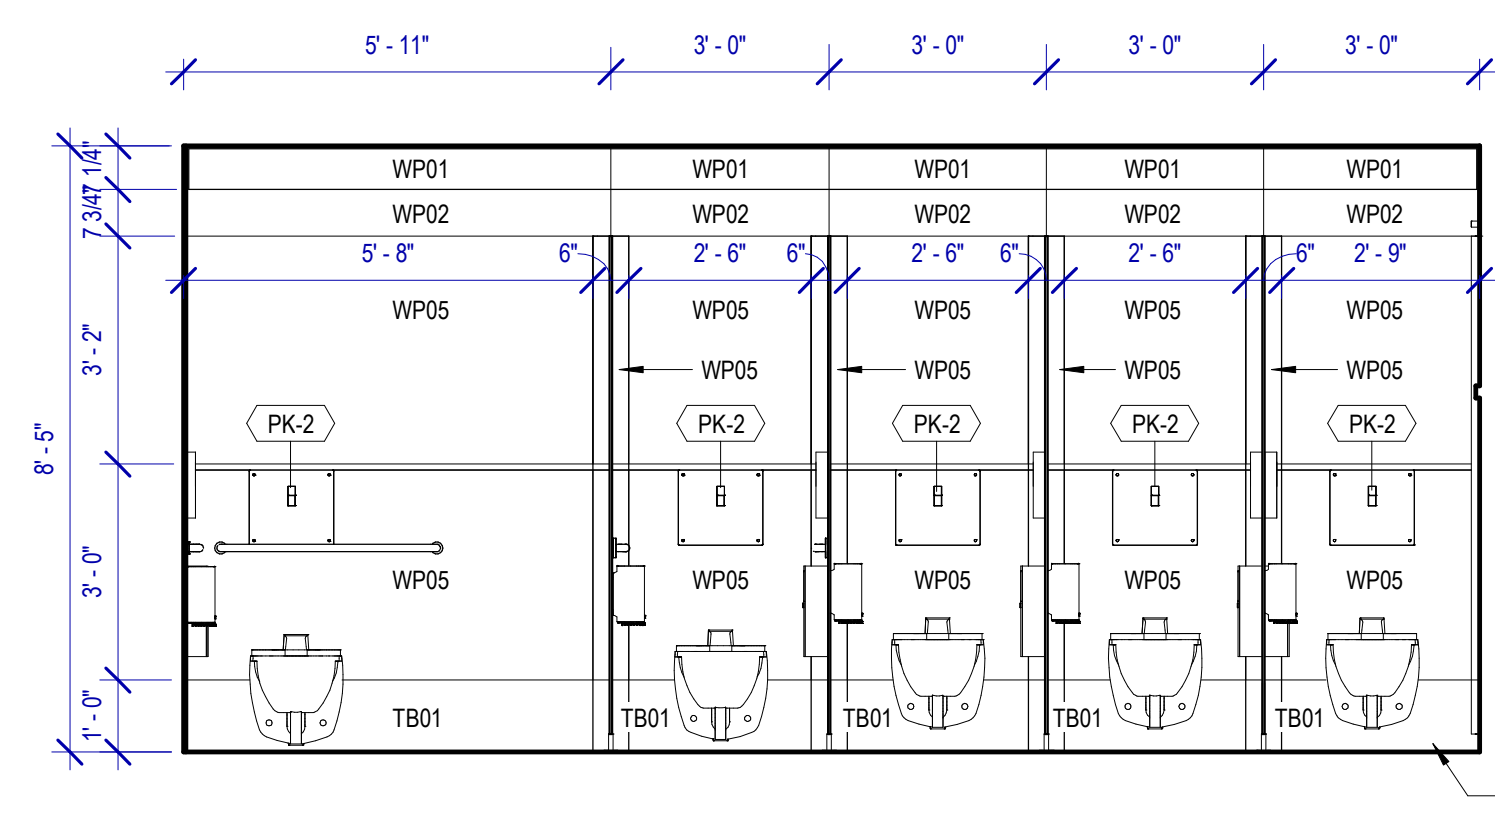 5' - 11" 3' - 0" 3' - 0" 3' - 0" 3' - 0"
7 1/4"
WP01 WP01 WP01 WP01 WP01
7 3/4"
WP02 WP02 WP02 WP02 WP02
5' - 8" 6" 2' - 6" 6" 2' - 6" 6" 2' - 6" 6" 2' - 9"
WP05 WP05 WP05 WP05 WP05
3' - 2"
WP05 WP05 WP05 WP05
PK-2 PK-2 PK-2 PK-2 PK-2
8' - 5"
3' - 0"
WP05 WP05 WP05 WP05 WP05
1' - 0"
TB01 TB01 TB01 TB01 TB01